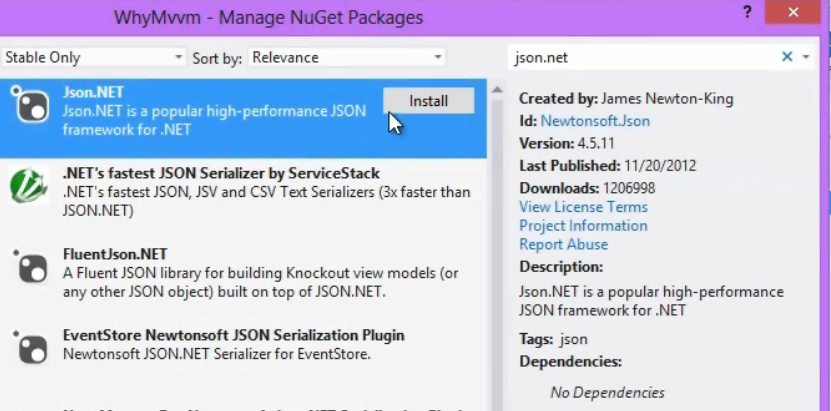 WhyMvvm - Manage NuGet Packages
?
Stable Only
Sort by: Relevance
json.net
Json.NET
Install
Json.NET is a popular high-performance JSON
framework for .NET
.NET's fastest JSON Serializer by ServiceStack
.NET's fastest JSON, JSV and CSV Text Serializers (3x faster than
JSON.NET)
FluentJson.NET
A Fluent JSON library for building Knockout view models (or
any other JSON object) built on top of JSON.NET.
EventStore Newtonsoft JSON Serialization Plugin
Newtonsoft JSON.NET Serializer for EventStore.
Created by: James Newton-King
Id: Newtonsoft.Json
Version: 4.5.11
Last Published: 11/20/2012
Downloads: 1206998
View License Terms
Project Information
Report Abuse
Description:
Json.NET is a popular high-performance
JSON framework for .NET
Tags: json
Dependencies:
No Dependencies